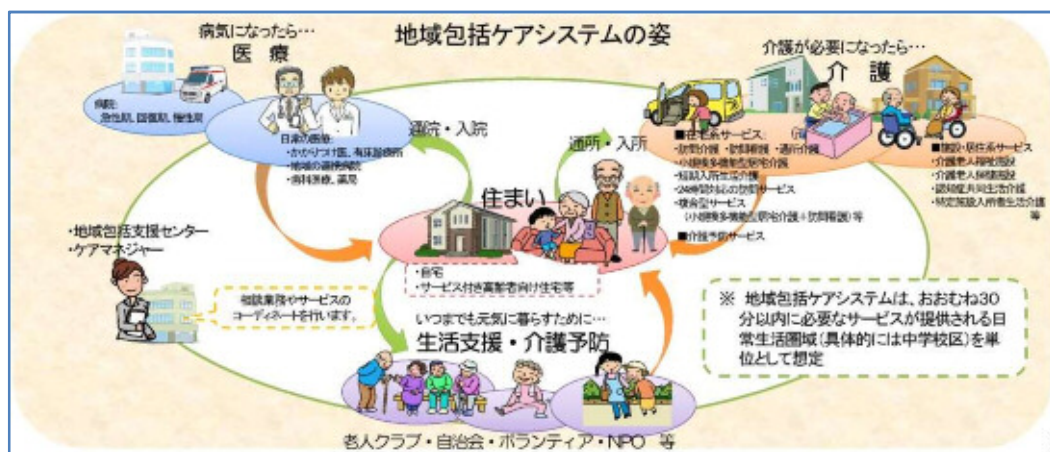 地域包括ケアシステムの姿
病気になったら…
医 療
病院:
急性期、回復期、慢性期
日常の医療:
・かかりつけ医、有床診療所
・地域の連携病院
・歯科医療、薬局
通院・入院
介護が必要になったら…
介 護
通所・入所
■在宅系サービス:
・訪問介護 ・訪問看護 ・通所介護
・小規模多機能型居宅介護
・短期入所生活介護
・24時間対応の訪問サービス
・複合型サービス
(小規模多機能型居宅介護+訪問看護)等
■介護予防サービス
■施設・居住系サービス
・介護老人福祉施設
・介護老人保健施設
・認知症共同生活介護
・特定施設入所者生活介護
等
住まい
・自宅
・サービス付き高齢者向け住宅等
・地域包括支援センター
・ケアマネジャー
相談業務やサービスの
コーディネートを行います。
いつまでも元気に暮らすために…
生活支援・介護予防
老人クラブ・自治会・ボランティア・NPO 等
※ 地域包括ケアシステムは、おおむね30
分以内に必要なサービスが提供される日
常生活圏域(具体的には中学校区)を単
位として想定